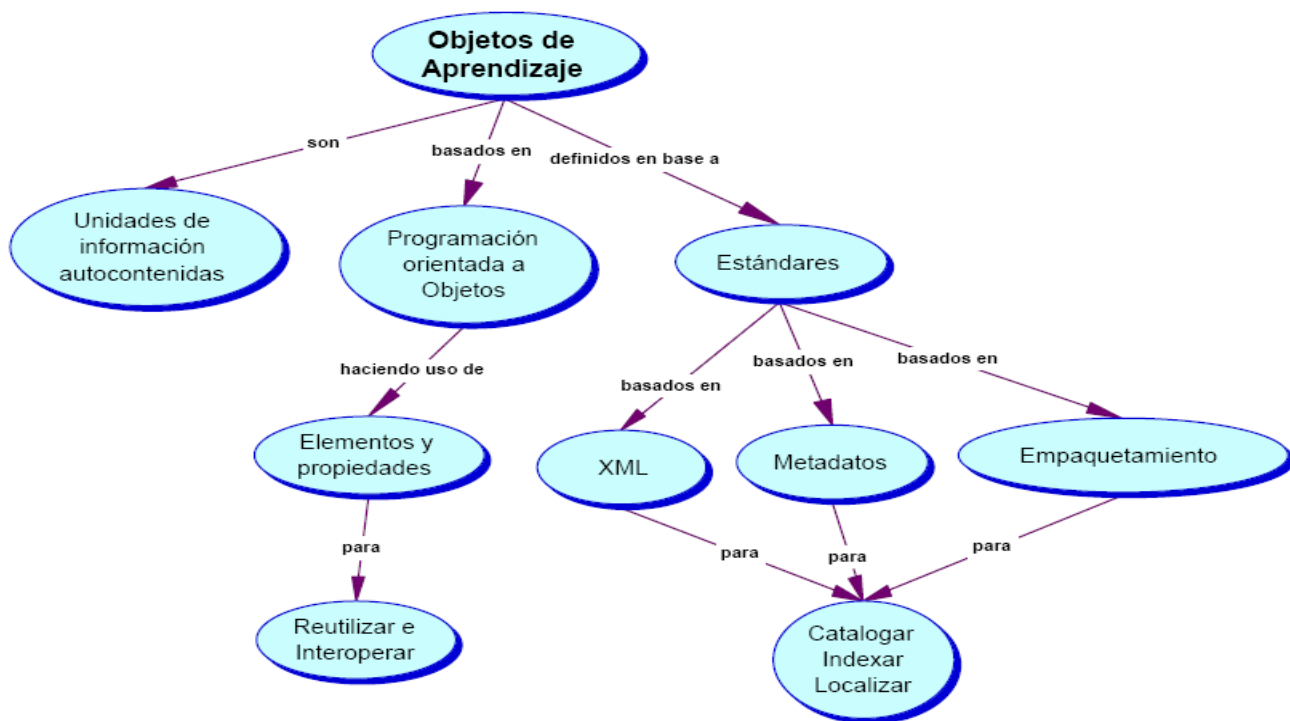 Objetos de
Aprendizaje
son
basados en
definidos en base a
Unidades de
información
autocontenidas
Programación
orientada a
Objetos
Estándares
haciendo uso de
basados en
basados en
basados en
Elementos y
propiedades
XML
Metadatos
Empaquetamiento
para
para
para
para
Reutilizar e
Interoperar
Catalogar
Indexar
Localizar